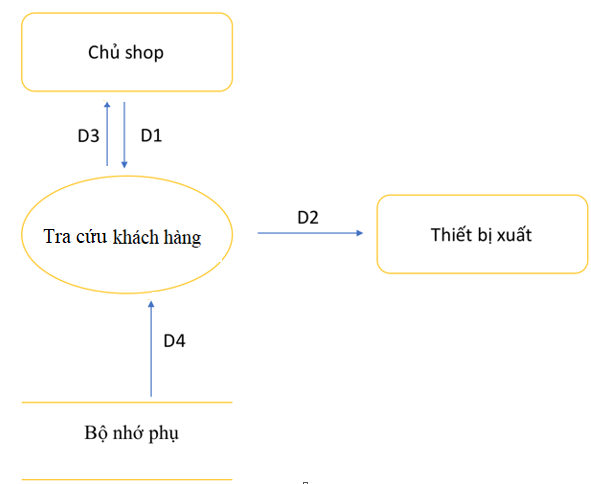 Chủ shop
D3
D1
Tra cứu khách hàng
D2
Thiết bị xuất
D4
Bộ nhớ phụ